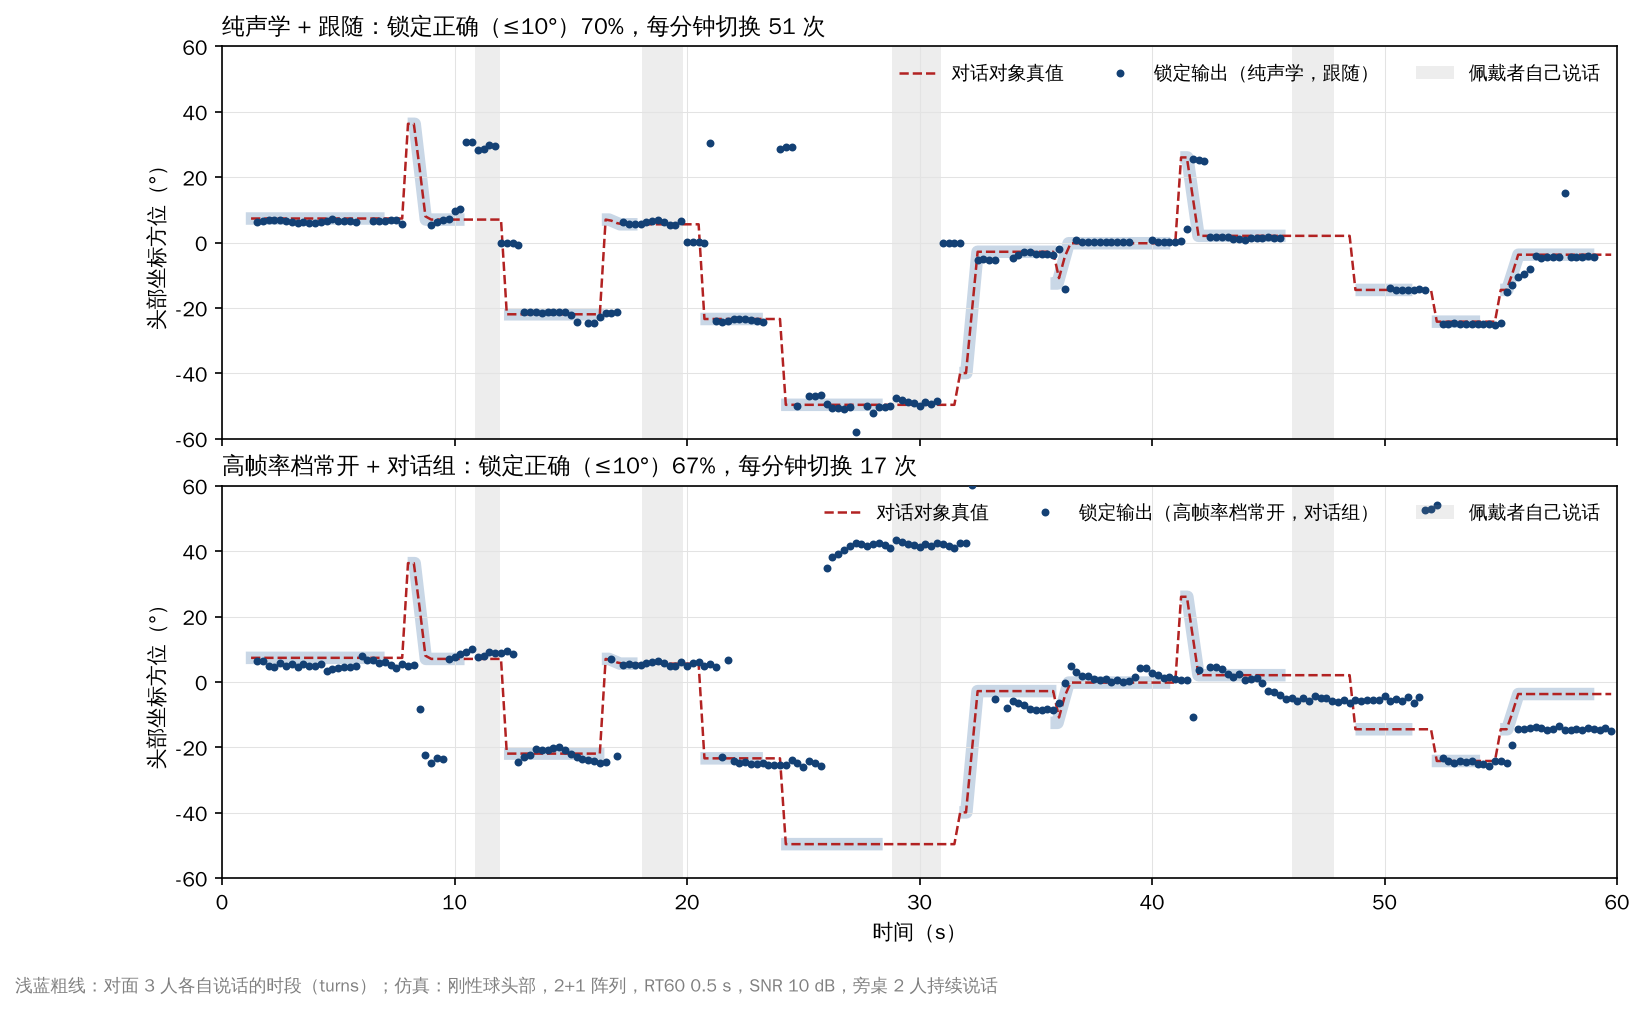 纯声学 + 跟随：锁定正确（≤10°）70%，每分钟切换 51 次
60
40
20
0
-20
-40
-60
头部坐标方位（°）
对话对象真值
锁定输出（纯声学，跟随）
佩戴者自己说话
高帧率档常开 + 对话组：锁定正确（≤10°）67%，每分钟切换 17 次
60
40
20
0
-20
-40
-60
头部坐标方位（°）
对话对象真值
锁定输出（高帧率档常开，对话组）
佩戴者自己说话
0 10 20 30 40 50 60
时间（s）
浅蓝粗线：对面 3 人各自说话的时段（turns）；仿真：刚性球头部，2+1 阵列，RT60 0.5 s，SNR 10 dB，旁桌 2 人持续说话